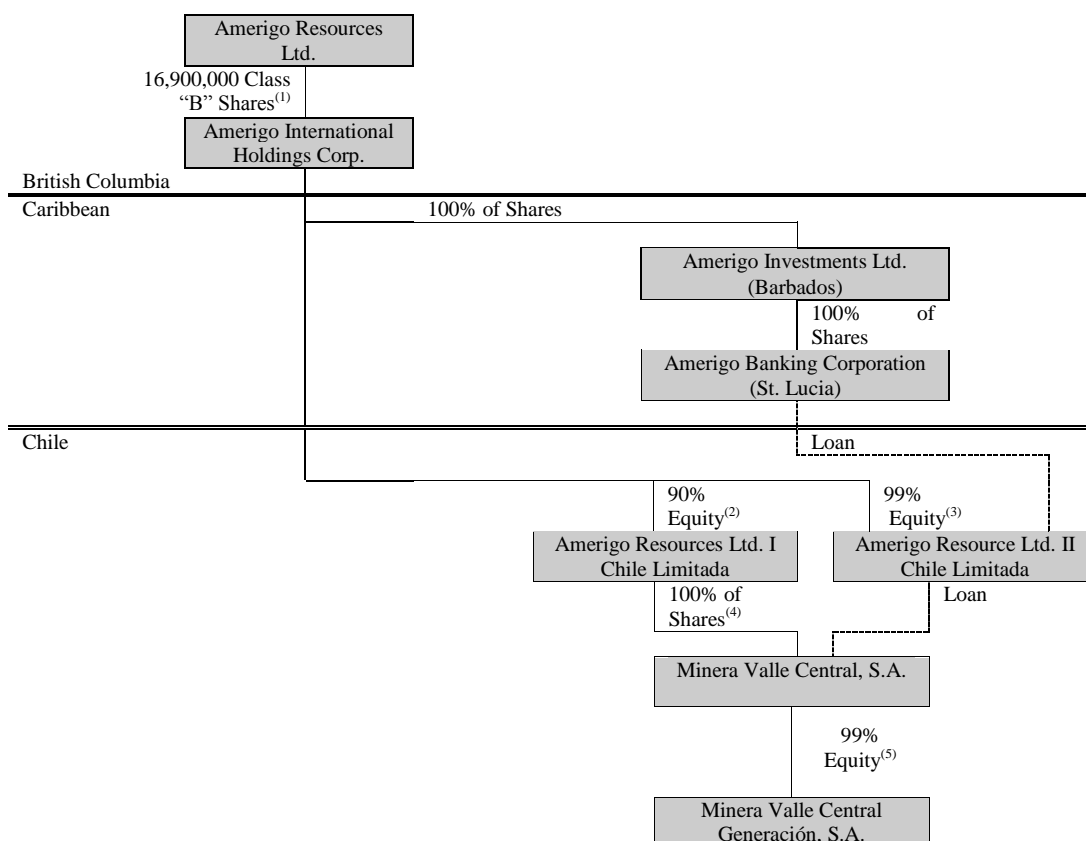 Amerigo Resources
Ltd.
16,900,000 Class
“B” Shares(1)
Amerigo International
Holdings Corp.
British Columbia
Caribbean
100% of Shares
Amerigo Investments Ltd.
(Barbados)
100% of
Shares
Amerigo Banking Corporation
(St. Lucia)
Chile
Loan
90%
Equity(2)
99%
Equity(3)
Amerigo Resources Ltd. I
Chile Limitada
Amerigo Resource Ltd. II
Chile Limitada
100% of
Shares(4)
Loan
Minera Valle Central, S.A.
99%
Equity(5)
Minera Valle Central
Generación, S.A.